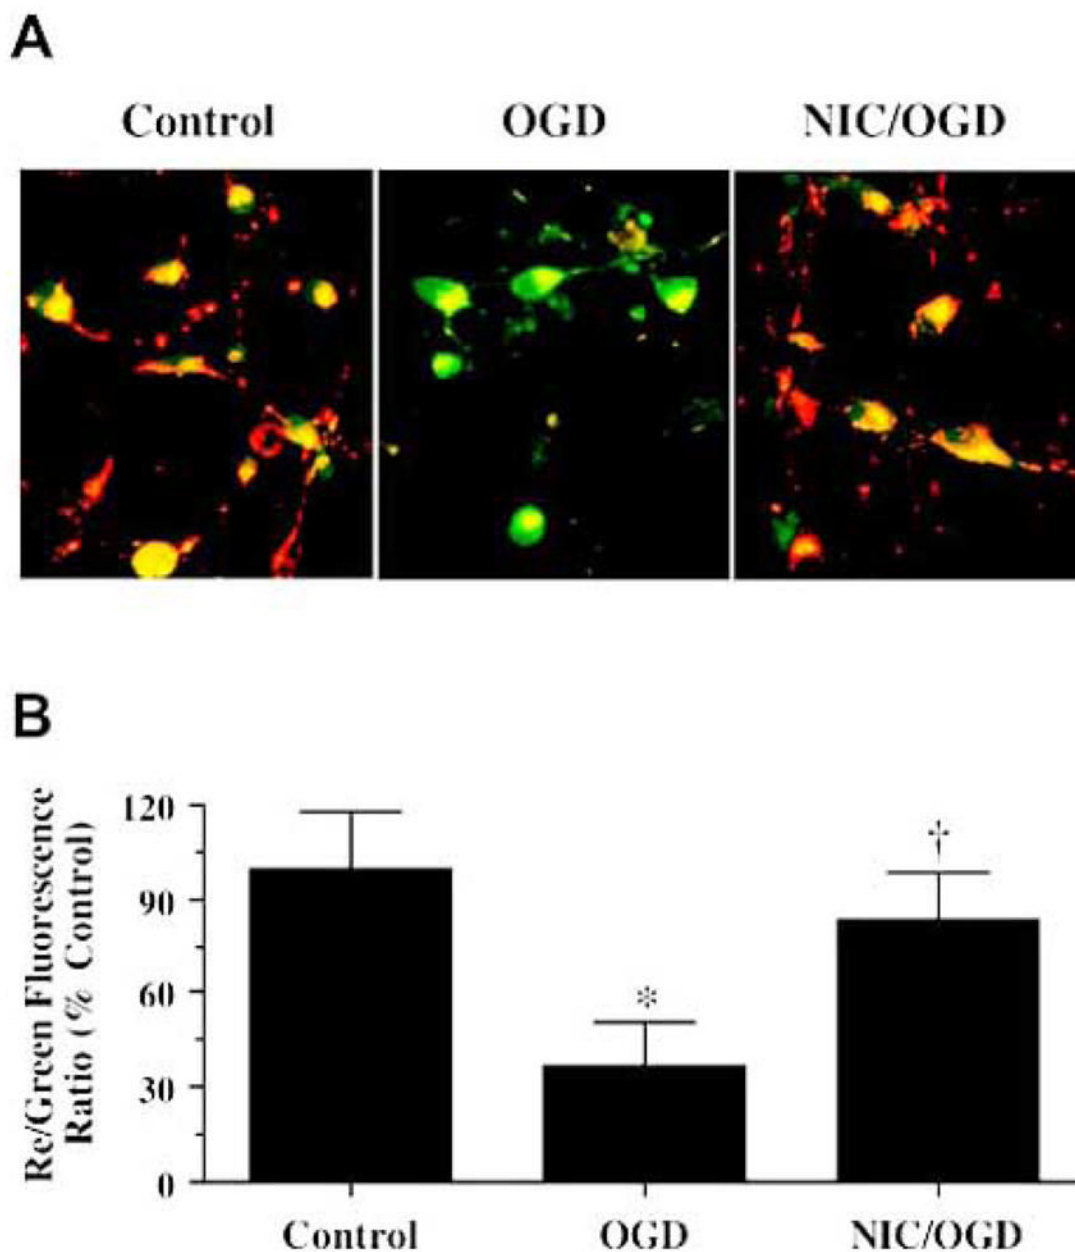 A
Control OGD NIC/OGD
B
Re/Green Fluorescence
Ratio (% Control)
120
90
60
30
0
*
†
Control OGD NIC/OGD